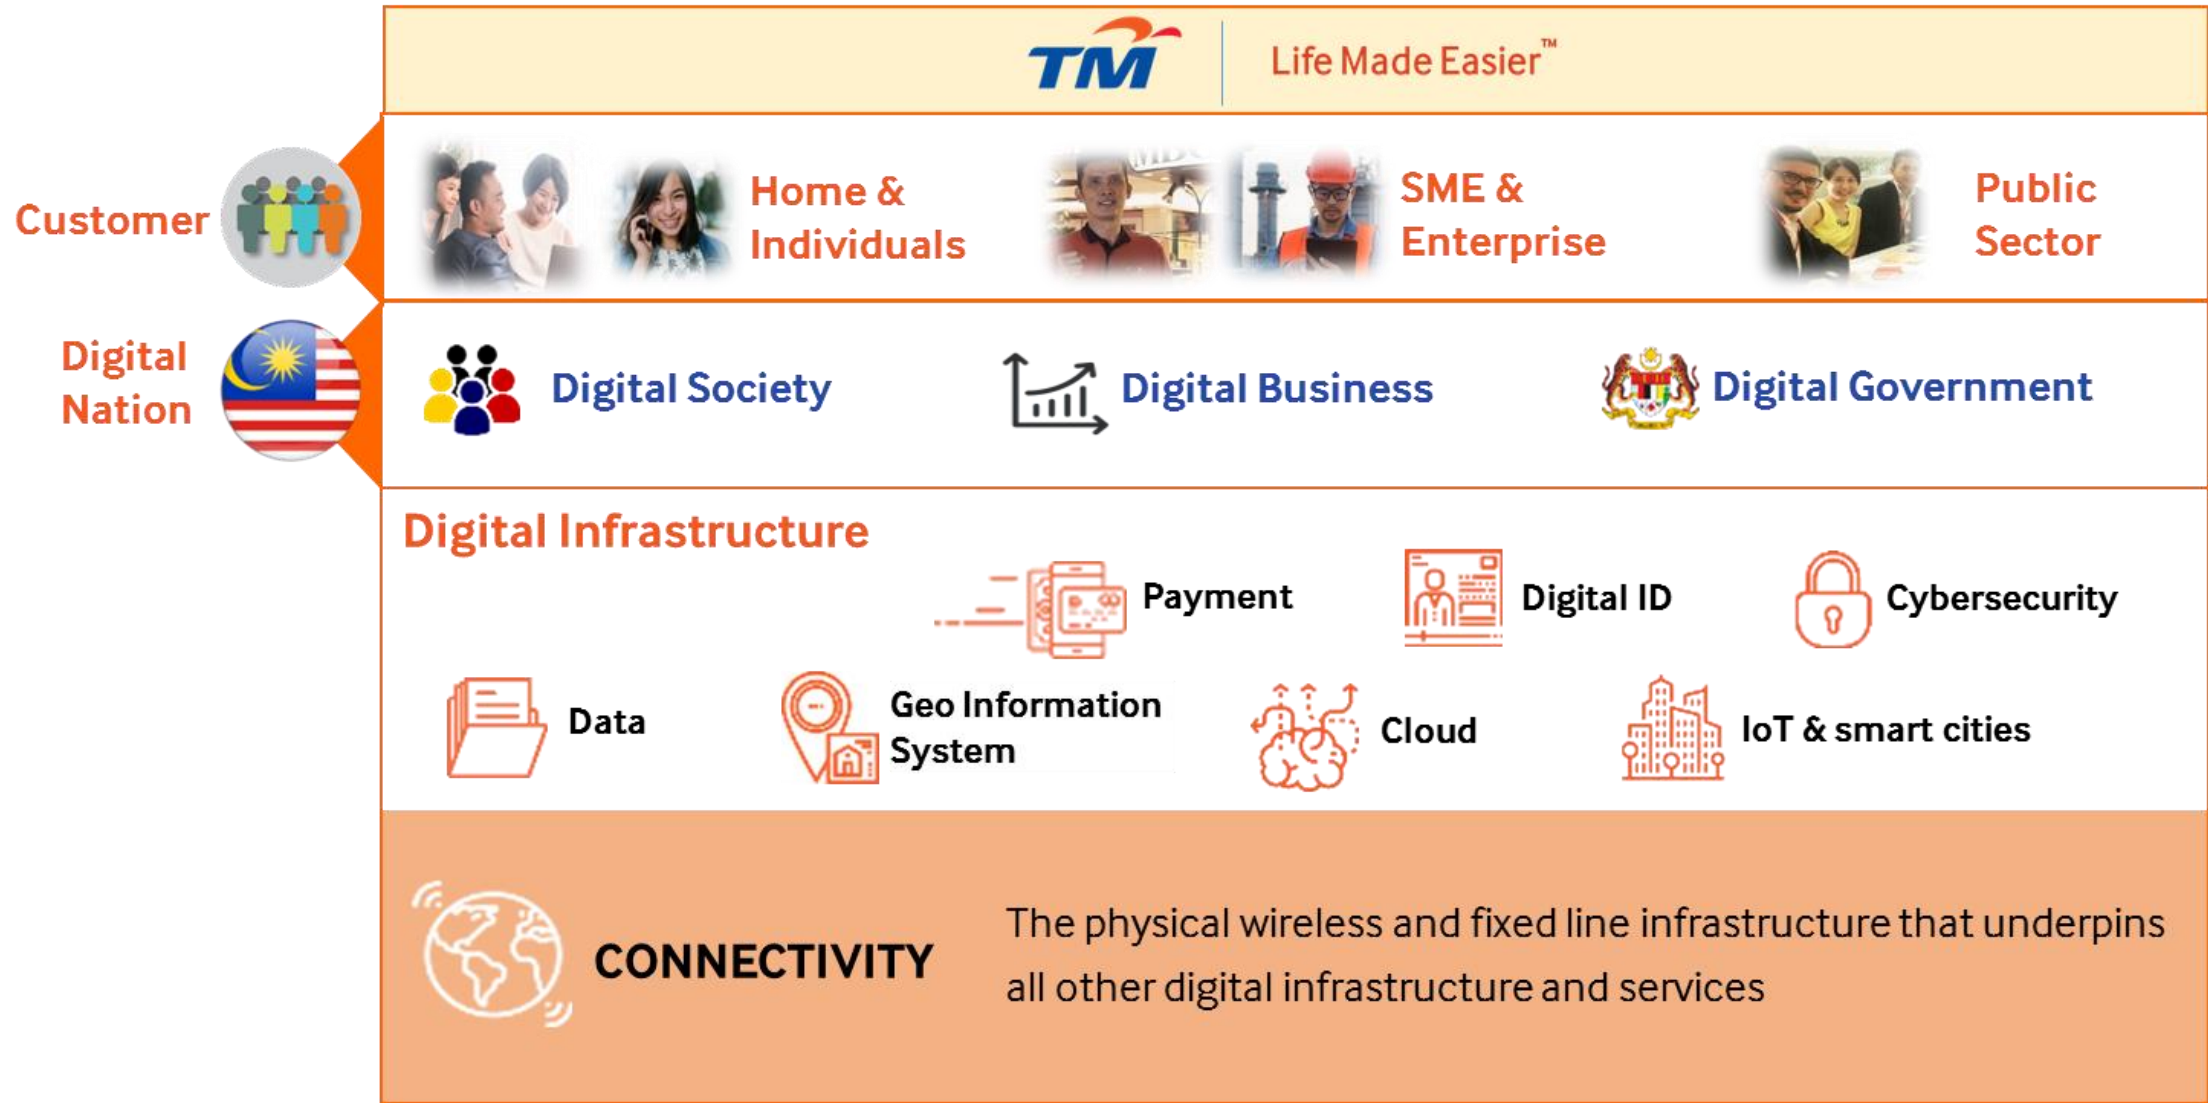 TM
Life Made Easier™
Customer
Home &
Individuals
SME &
Enterprise
Public
Sector
Digital
Nation
Digital Society
Digital Business
Digital Government
Digital Infrastructure
Payment
Digital ID
Cybersecurity
Data
Geo Information
System
Cloud
IoT & smart cities
CONNECTIVITY
The physical wireless and fixed line infrastructure that underpins
all other digital infrastructure and services